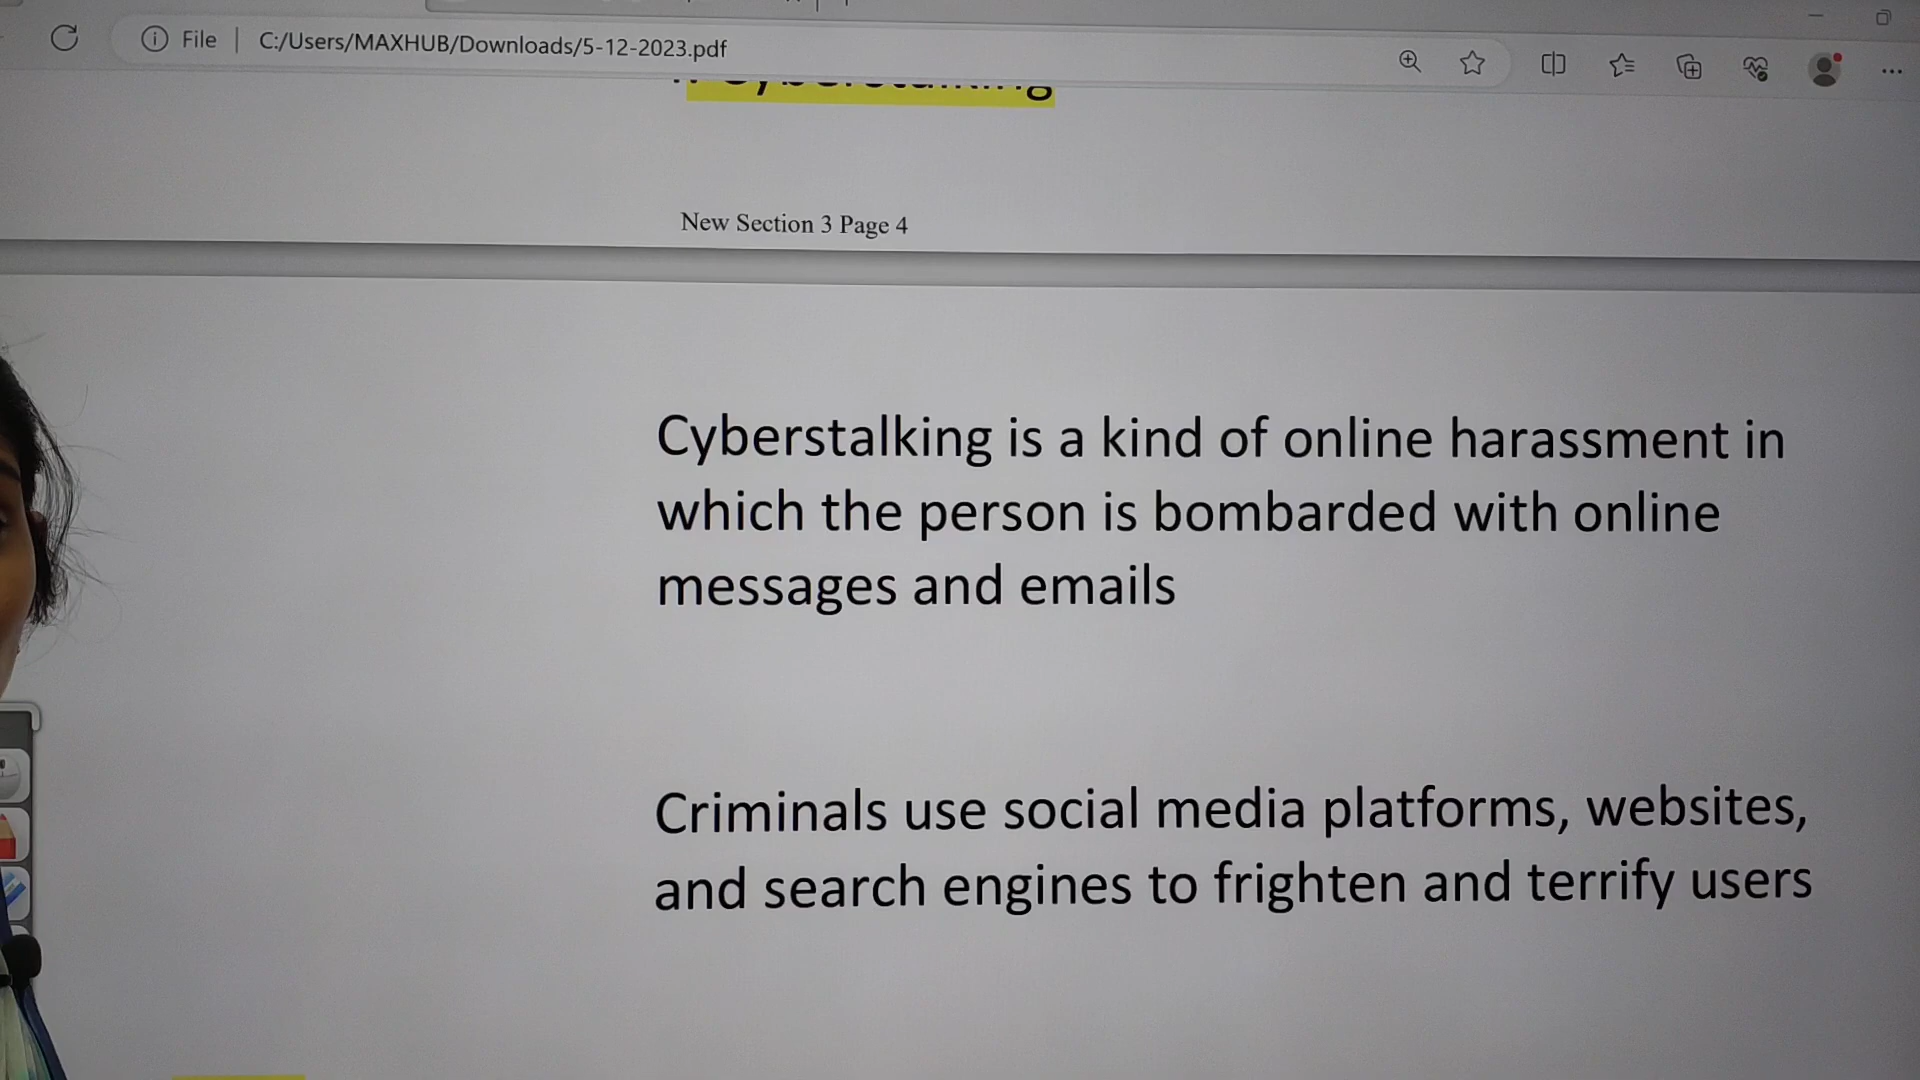 File | C:/Users/MAXHUB/Downloads/5-12-2023.pdf
Cyberstalking
New Section 3 Page 4
Cyberstalking is a kind of online harassment in
which the person is bombarded with online
messages and emails
Criminals use social media platforms, websites,
and search engines to frighten and terrify users